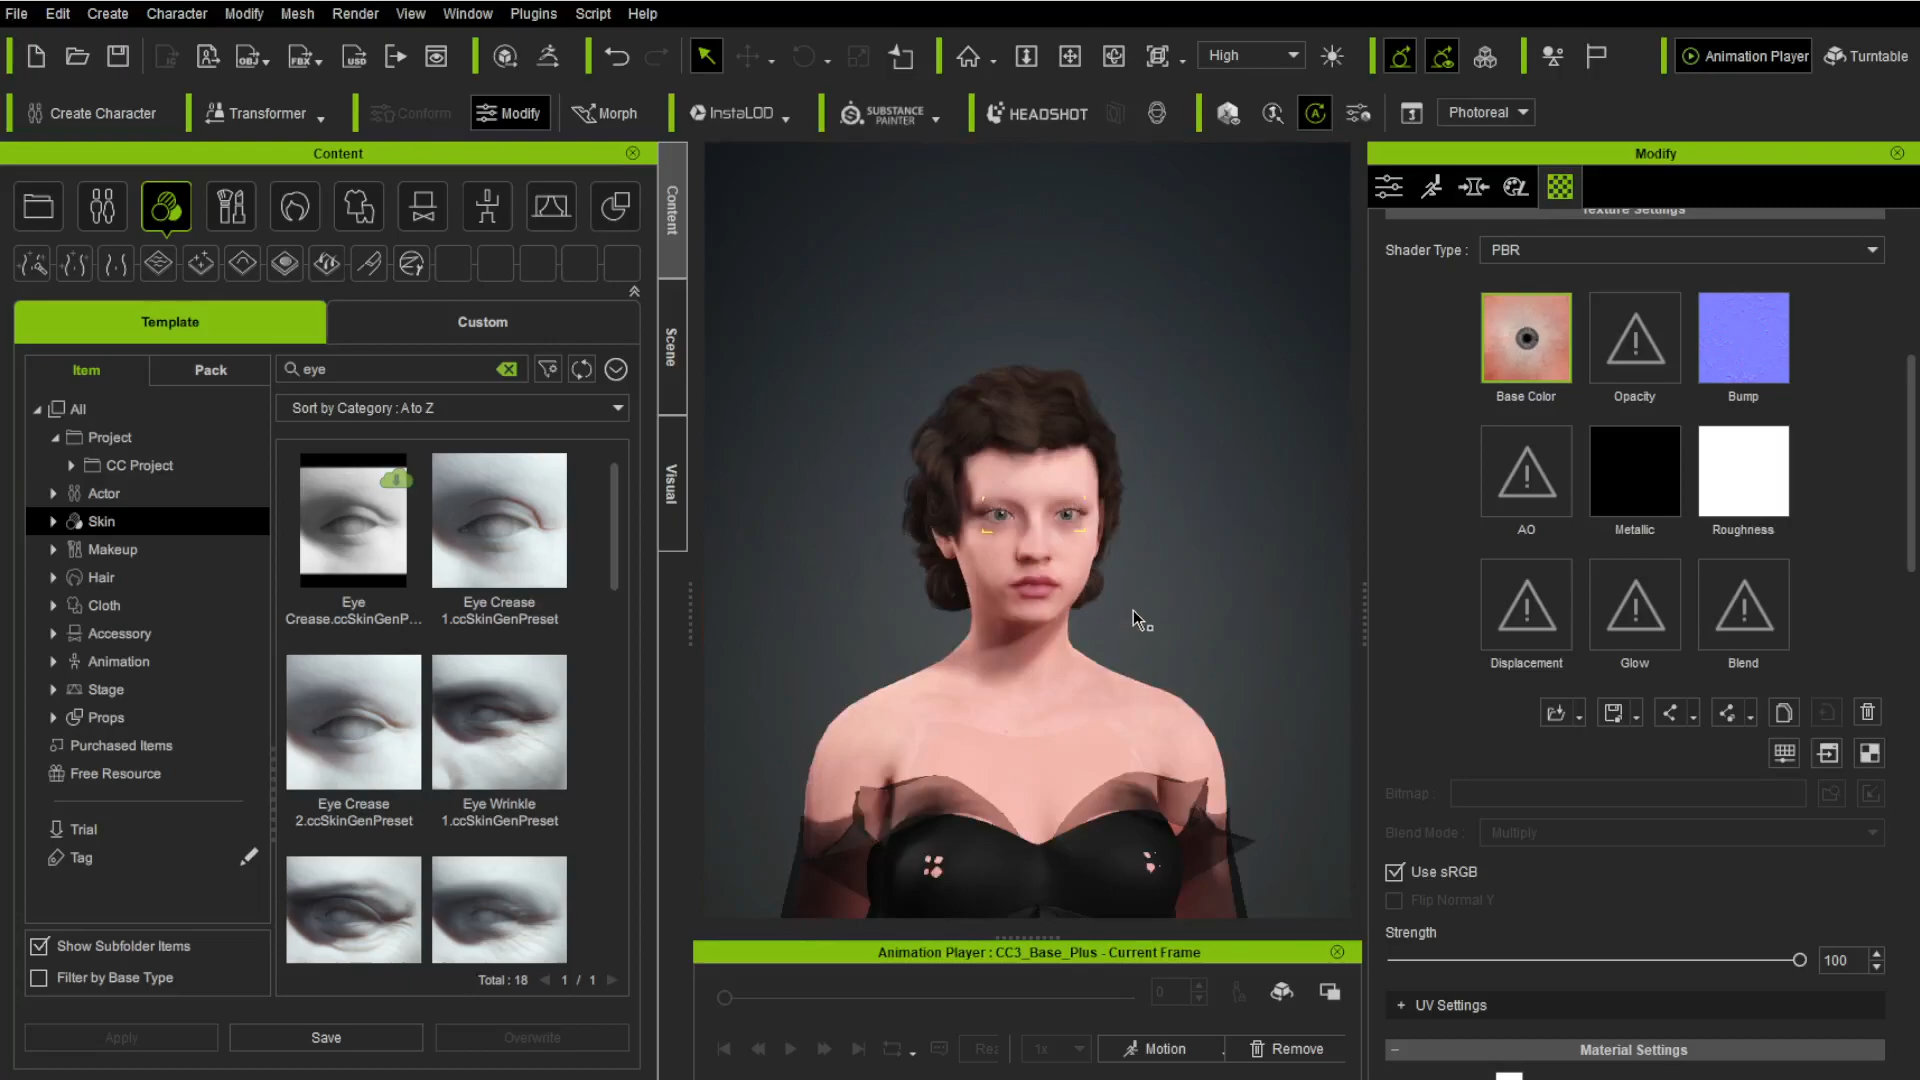 File Edit Create Character Modify Mesh Render View Window Plugins Script Help
High Animation Player Turntable
Create Character Transformer Conform Modify Morph InstaLOD SUBSTANCE PAINTER HEADSHOT Photoreal
Content
Modify
Content
Scene
Visual
Template Custom
Item Pack
eye
Sort by Category : A to Z
All
Project
CC Project
Actor
Skin
Makeup
Hair
Cloth
Accessory
Animation
Stage
Props
Purchased Items
Free Resource
Trial
Tag
Show Subfolder Items
Filter by Base Type
Eye
Crease.ccSkinGenP...
Eye Crease
1.ccSkinGenPreset
Eye Crease
2.ccSkinGenPreset
Eye Wrinkle
1.ccSkinGenPreset
Total : 18 1 / 1
Apply Save Overwrite
Animation Player : CC3_Base_Plus - Current Frame
0
1x Motion Remove
Texture Settings
Shader Type : PBR
Base Color Opacity Bump
AO Metallic Roughness
Displacement Glow Blend
Bitmap :
Blend Mode : Multiply
Use sRGB
Flip Normal Y
Strength
100
+ UV Settings
Material Settings